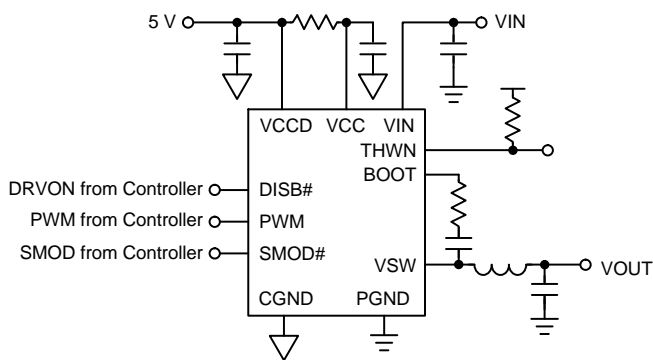 5 V
VIN
VCCD VCC VIN
THWN
BOOT
DRVON from Controller DISB#
PWM from Controller PWM
SMOD from Controller SMOD#
VSW
VOUT
CGND PGND